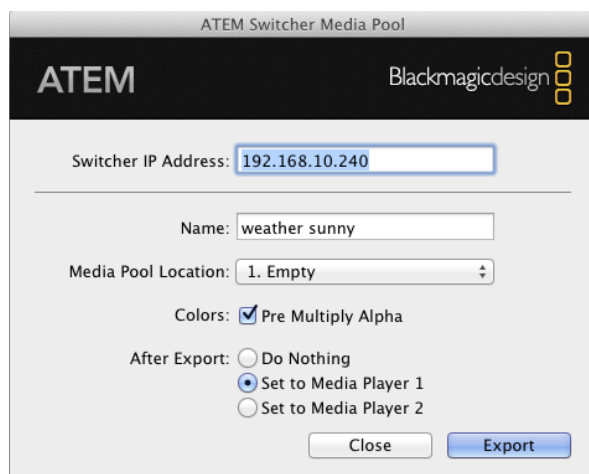 ATEM Switcher Media Pool
ATEM
Blackmagicdesign
Switcher IP Address: 192.168.10.240
Name: weather sunny
Media Pool Location: 1. Empty
Colors: Pre Multiply Alpha
After Export: Do Nothing
Set to Media Player 1
Set to Media Player 2
Close Export